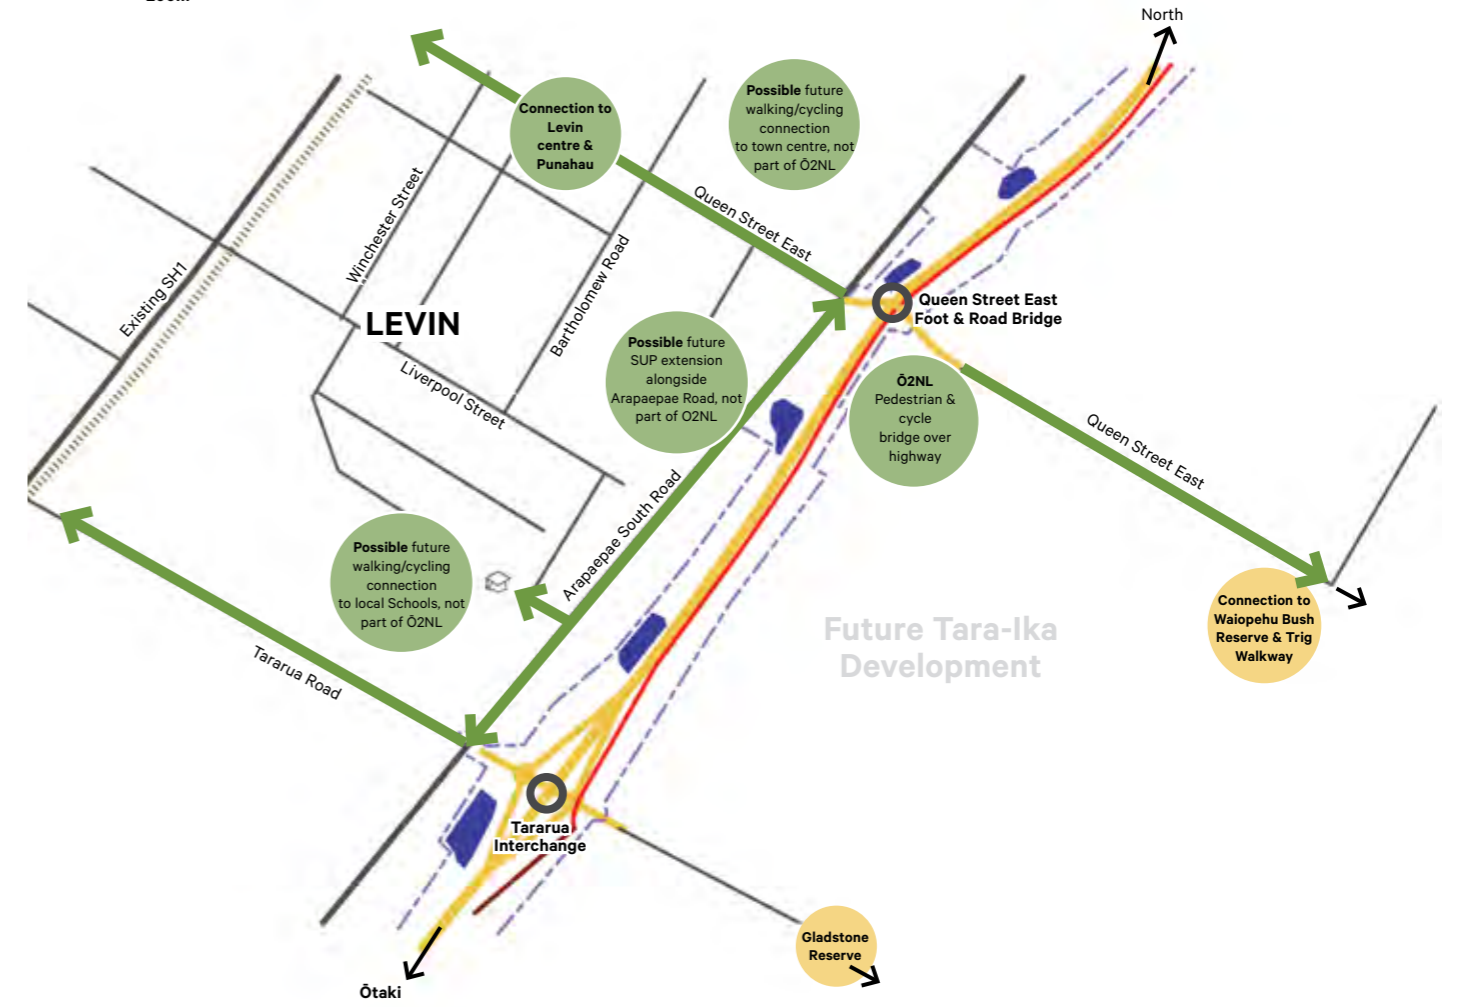 North
Connection to
Levin
centre &
Punahau
Possible future
walking/cycling
connection
to town centre, not
part of Ō2NL
Queen Street East
Winchester Street
Existing SH1
LEVIN
Bartholomew Road
Liverpool Street
Queen Street East
Foot & Road Bridge
Possible future
SUP extension
alongside
Arapaepae Road, not
part of O2NL
Ō2NL
Pedestrian &
cycle
bridge over
highway
Queen Street East
Arapaepae South Road
Possible future
walking/cycling
connection
to local Schools, not
part of Ō2NL
Connection to
Waiopehu Bush
Reserve & Trig
Walkway
Future Tara-Ika
Development
Tararua Road
Tararua
Interchange
Gladstone
Reserve
Ōtaki